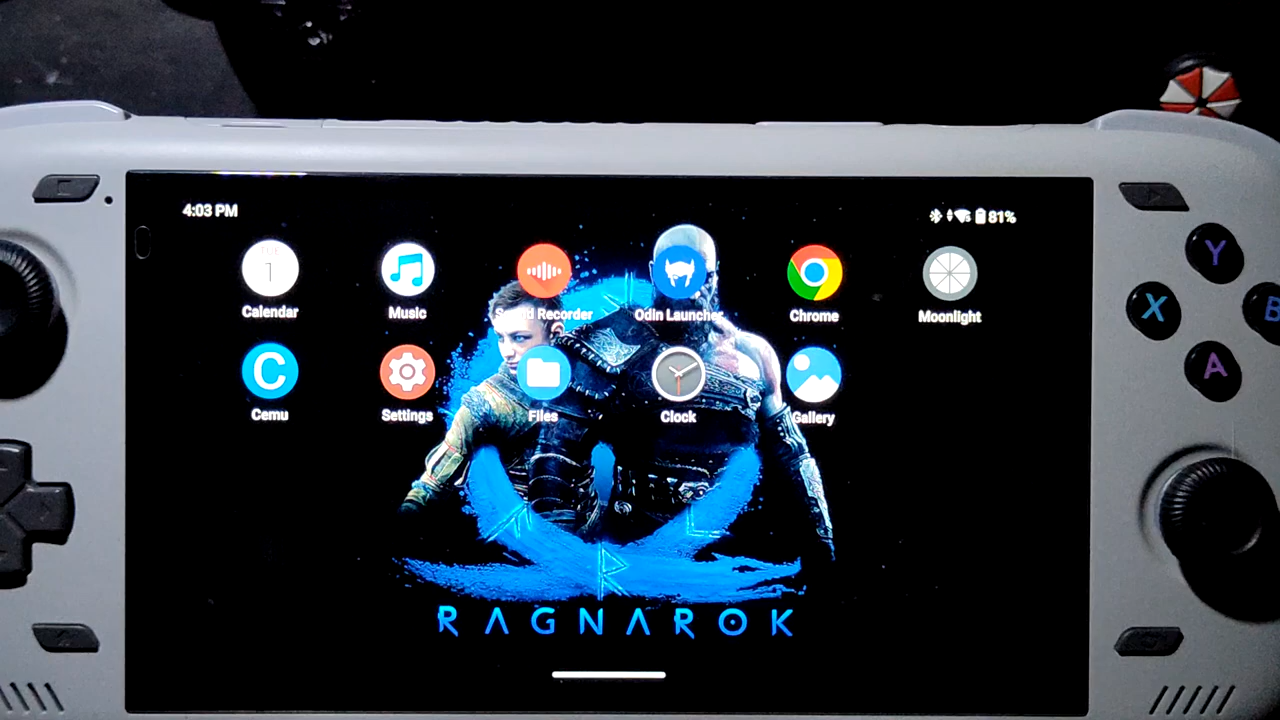 4:03 PM
81%
1
Calendar
Music
Sound Recorder
Odin Launcher
Chrome
Moonlight
C
Cemu
Settings
Files
Clock
Gallery
RAGNAROK
Y
X
B
A